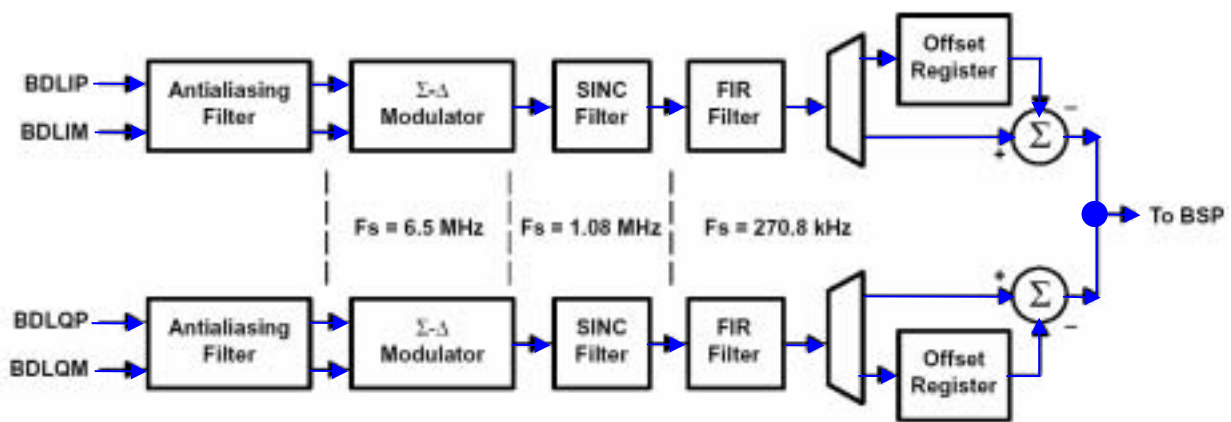 BDLIP
BDLIM
Antialiasing
Filter
Σ-Δ
Modulator
SINC
Filter
FIR
Filter
Offset
Register
−
+
Σ
Fs = 6.5 MHz
Fs = 1.08 MHz
Fs = 270.8 kHz
To BSP
BDLQP
BDLQM
Antialiasing
Filter
Σ-Δ
Modulator
SINC
Filter
FIR
Filter
+
Σ
−
Offset
Register